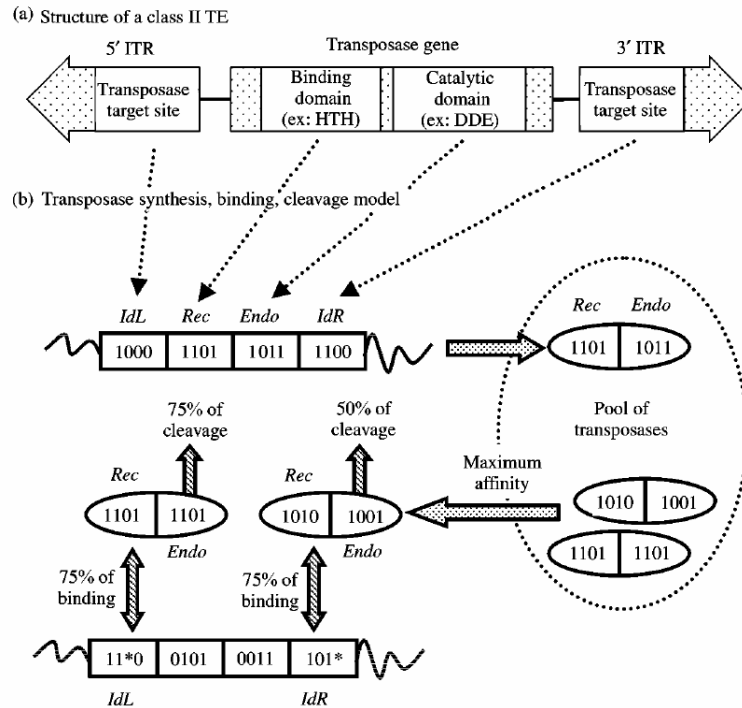 (a) Structure of a class II TE
5′ ITR
Transposase gene
3′ ITR
Transposase
target site
Binding
domain
(ex: HTH)
Catalytic
domain
(ex: DDE)
Transposase
target site
(b) Transposase synthesis, binding, cleavage model
IdL Rec Endo IdR
1000 1101 1011 1100
Rec Endo
1101 1011
75% of
cleavage
50% of
cleavage
Pool of
transposases
Maximum
affinity
Rec
1101 1101
Endo
Rec
1010 1001
Endo
1010 1001
1101 1101
75% of
binding
75% of
binding
11*0 0101 0011 101*
IdL IdR